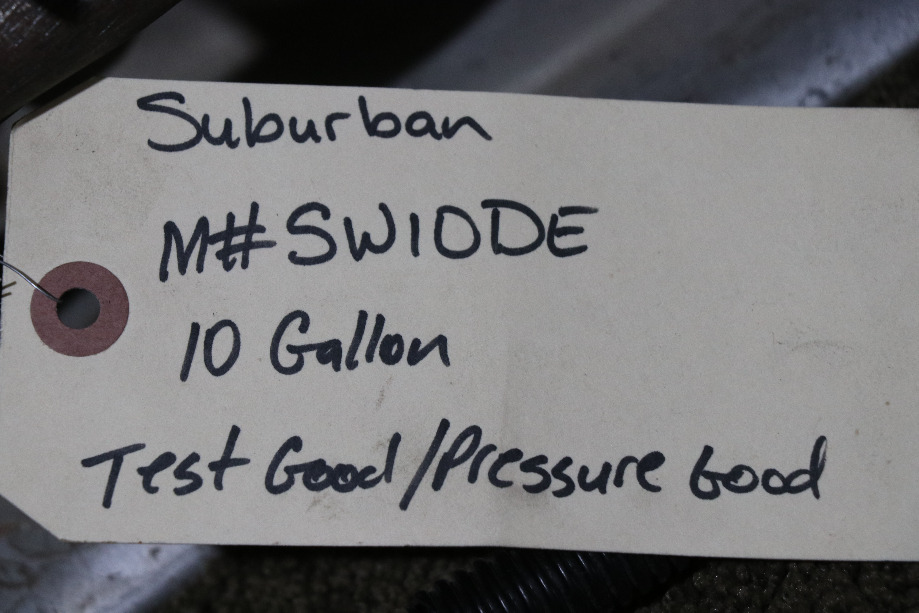 Suburban
M# SW10DE
10 Gallon
Test Good/Pressure Good